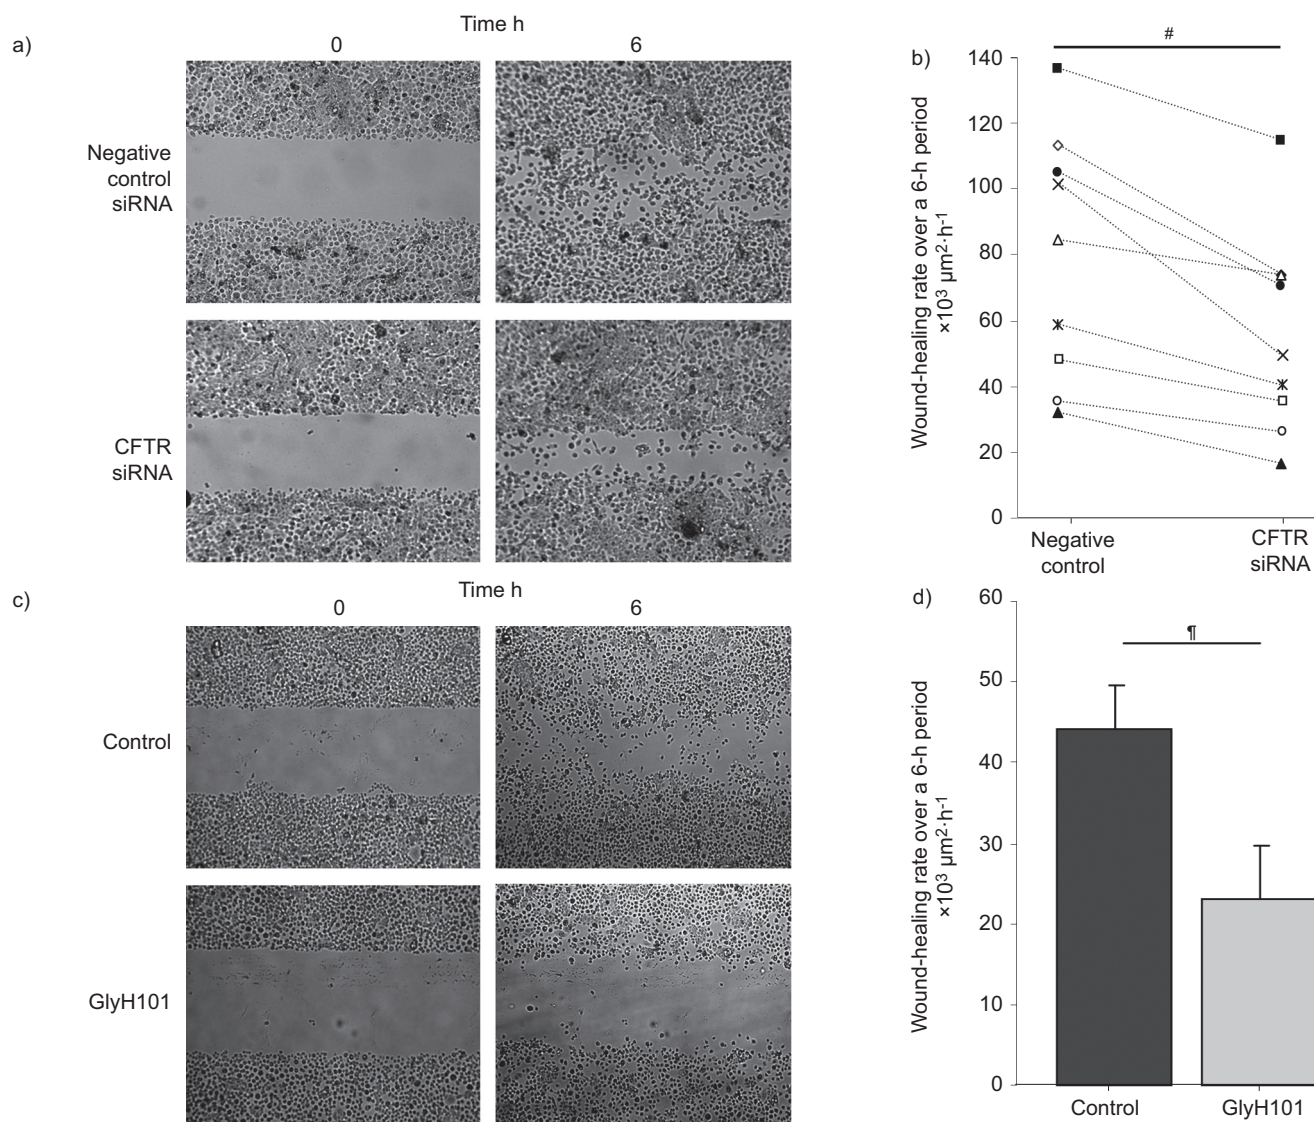 a)
Time h
0
6
Negative
control
siRNA
CFTR
siRNA
b)
#
Wound-healing rate over a 6-h period
×10³ µm²·h⁻¹
140
120
100
80
60
40
20
0
Negative
control
CFTR
siRNA
c)
Time h
0
6
Control
GlyH101
d)
¶
Wound-healing rate over a 6-h period
×10³ µm²·h⁻¹
60
50
40
30
20
10
0
Control
GlyH101